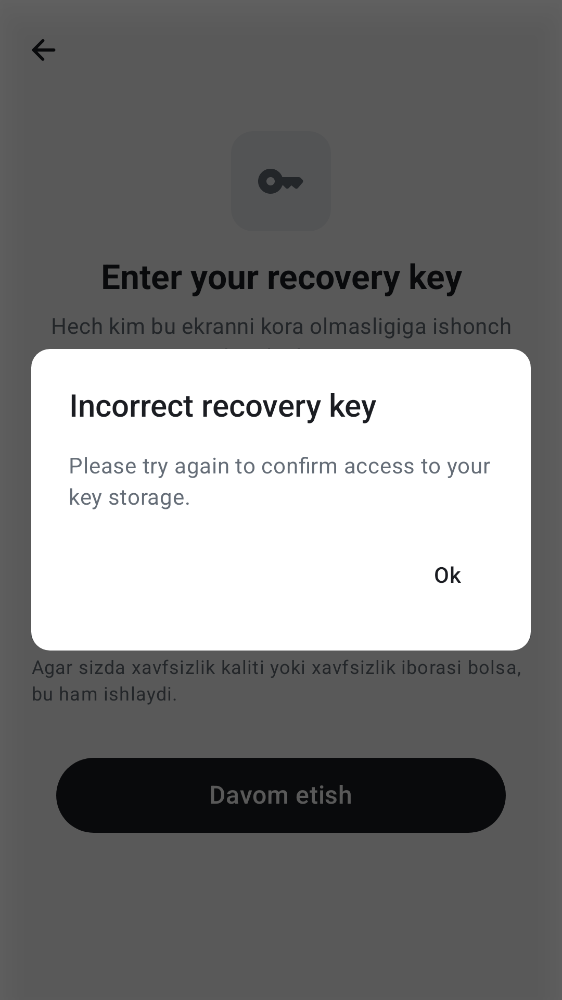 Enter your recovery key
Hech kim bu ekranni kora olmasligiga ishonch
Incorrect recovery key
Please try again to confirm access to your
key storage.
Ok
Agar sizda xavfsizlik kaliti yoki xavfsizlik iborasi bolsa,
bu ham ishlaydi.
Davom etish